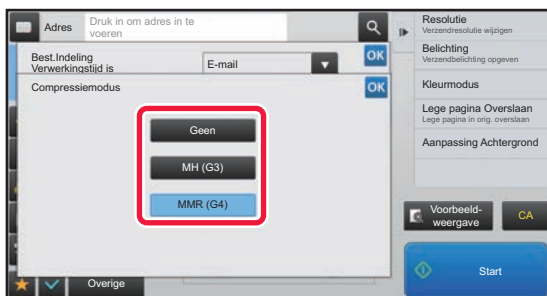 Adres
Druk in om adres in te
voeren
Best.Indeling
Verwerkingstijd is
E-mail
OK
Compressiemodus
OK
Geen
MH (G3)
MMR (G4)
Overige
Resolutie
Verzendresolutie wijzigen
Belichting
Verzendbelichting opgeven
Kleurmodus
Lege pagina Overslaan
Lege pagina in orig. overslaan
Aanpassing Achtergrond
Voorbeeld-
weergave
CA
Start